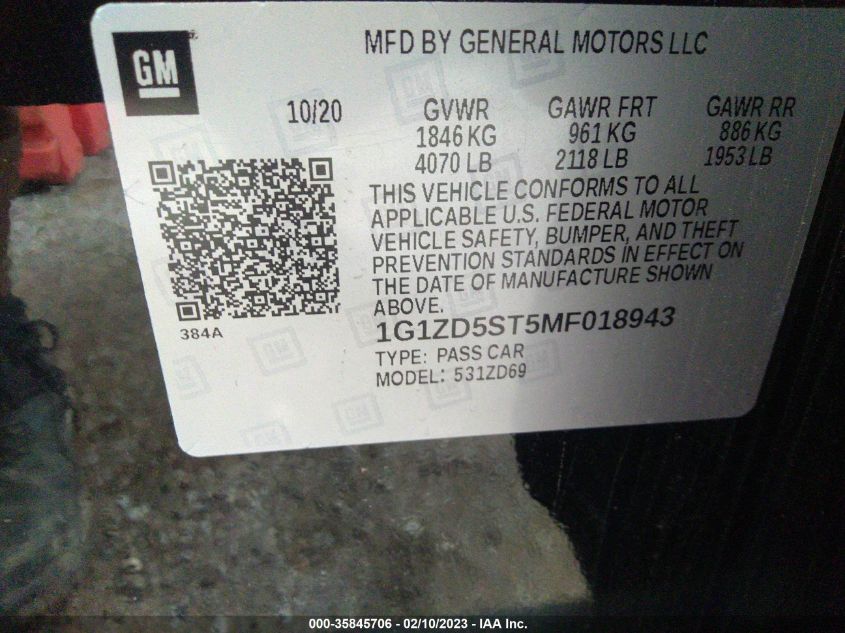 GM
MFD BY GENERAL MOTORS LLC
10/20 GVWR GAWR FRT GAWR RR
1846 KG 961 KG 886 KG
4070 LB 2118 LB 1953 LB
THIS VEHICLE CONFORMS TO ALL
APPLICABLE U.S. FEDERAL MOTOR
VEHICLE SAFETY, BUMPER, AND THEFT
PREVENTION STANDARDS IN EFFECT ON
THE DATE OF MANUFACTURE SHOWN
ABOVE.
384A
1G1ZD5ST5MF018943
TYPE: PASS CAR
MODEL: 531ZD69
000-35845706 - 02/10/2023 - IAA Inc.